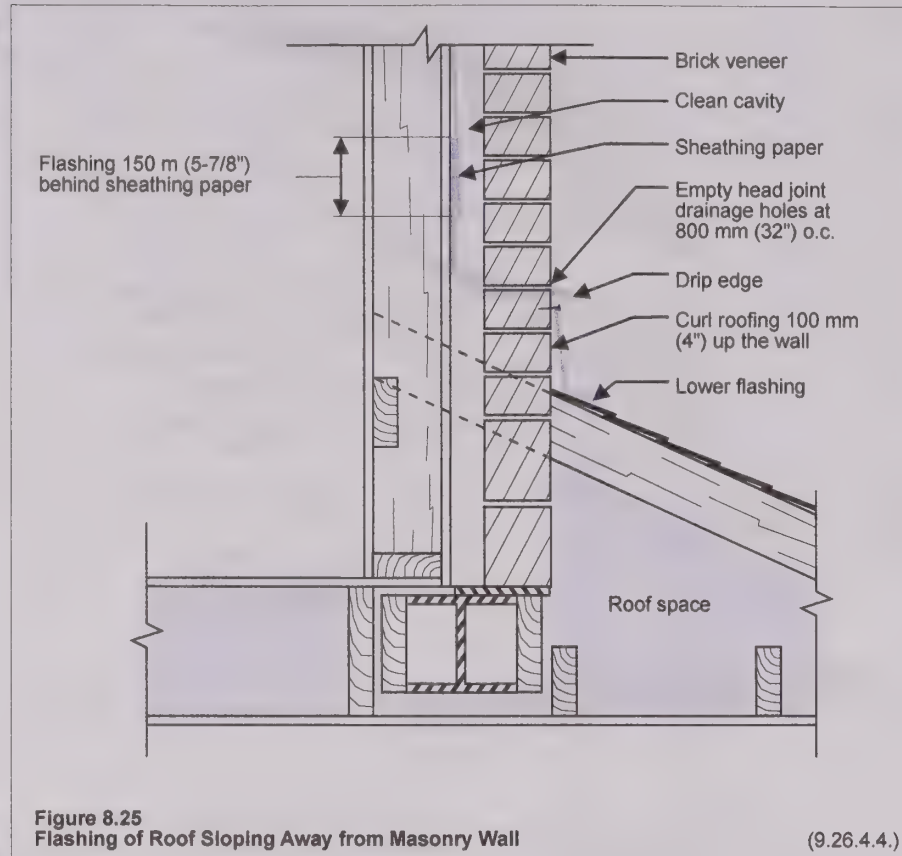 Brick veneer
Clean cavity
Sheathing paper
Flashing 150 m (5-7/8")
behind sheathing paper
Empty head joint
drainage holes at
800 mm (32") o.c.
Drip edge
Curl roofing 100 mm
(4") up the wall
Lower flashing
Roof space
Figure 8.25
Flashing of Roof Sloping Away from Masonry Wall
(9.26.4.4.)